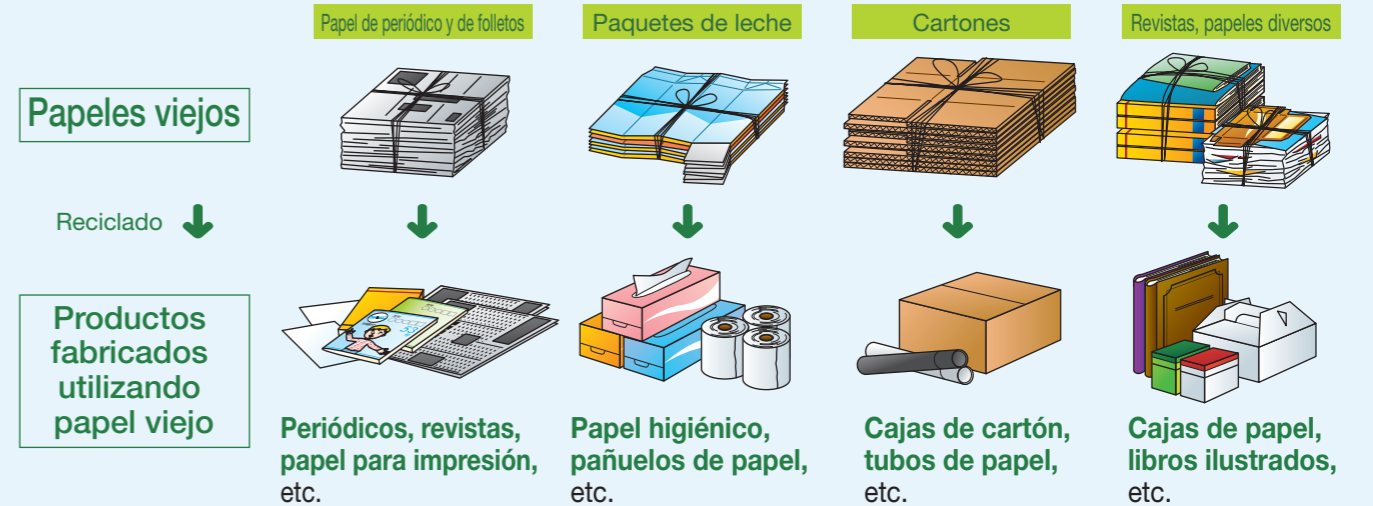 Papel de periódico y de folletos
Paquetes de leche
Cartones
Revistas, papeles diversos
Papeles viejos
Reciclado
Productos
fabricados
utilizando
papel viejo
Periódicos, revistas,
papel para impresión,
etc.
Papel higiénico,
pañuelos de papel,
etc.
Cajas de cartón,
tubos de papel,
etc.
Cajas de papel,
libros ilustrados,
etc.